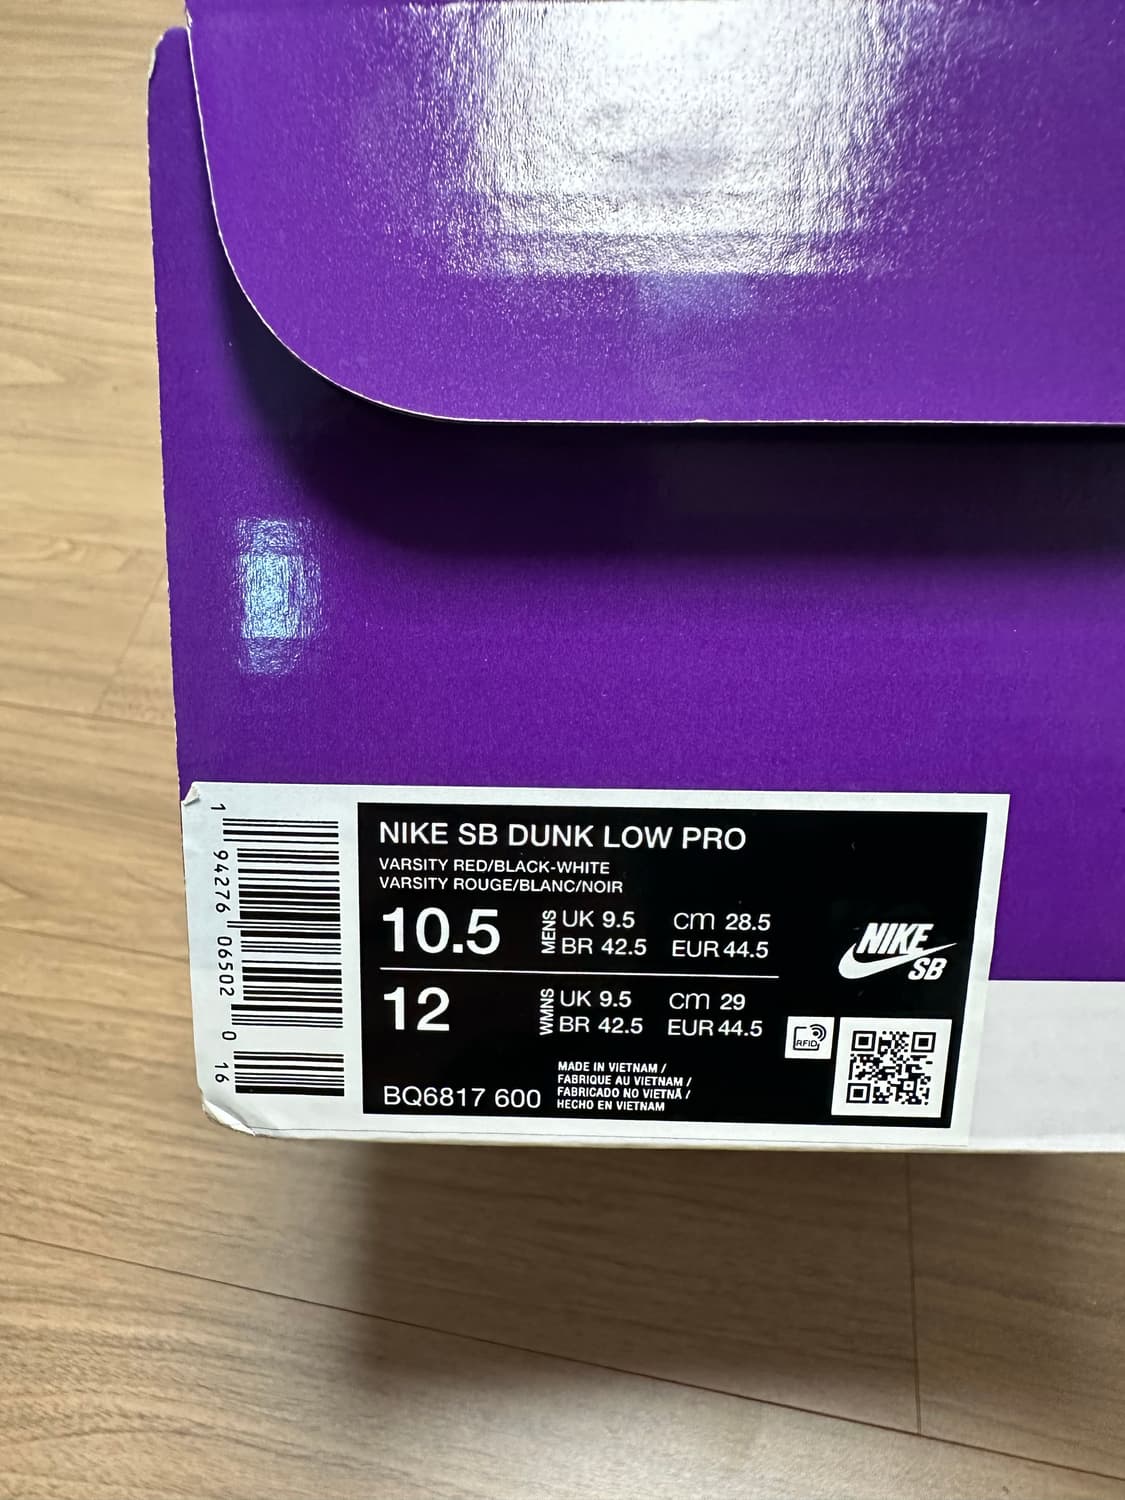 NIKE SB DUNK LOW PRO
VARSITY RED/BLACK-WHITE
VARSITY ROUGE/BLANC/NOIR
10.5 MENS UK 9.5 cm 28.5
BR 42.5 EUR 44.5
12 WMNS UK 9.5 cm 29
BR 42.5 EUR 44.5
BQ6817 600
MADE IN VIETNAM /
FABRIQUE AU VIETNAM /
FABRICADO NO VIETNÃ /
HECHO EN VIETNAM
NIKE
SB
RFID
1 94276 06502 0 16